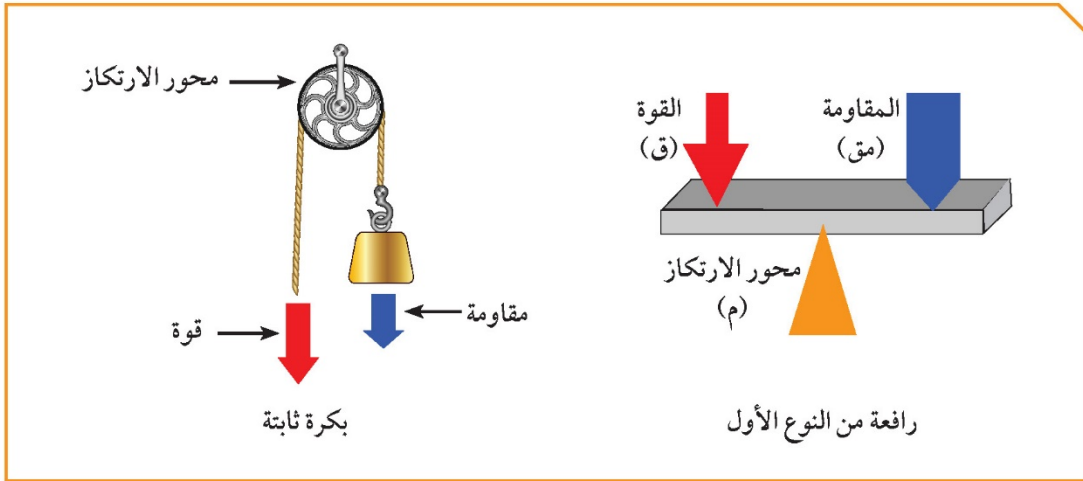 المقاومة
(مق)
القوة
(ق)
محور الارتكاز
(م)
رافعة من النوع الأول
محور الارتكاز
مقاومة
قوة
بكرة ثابتة